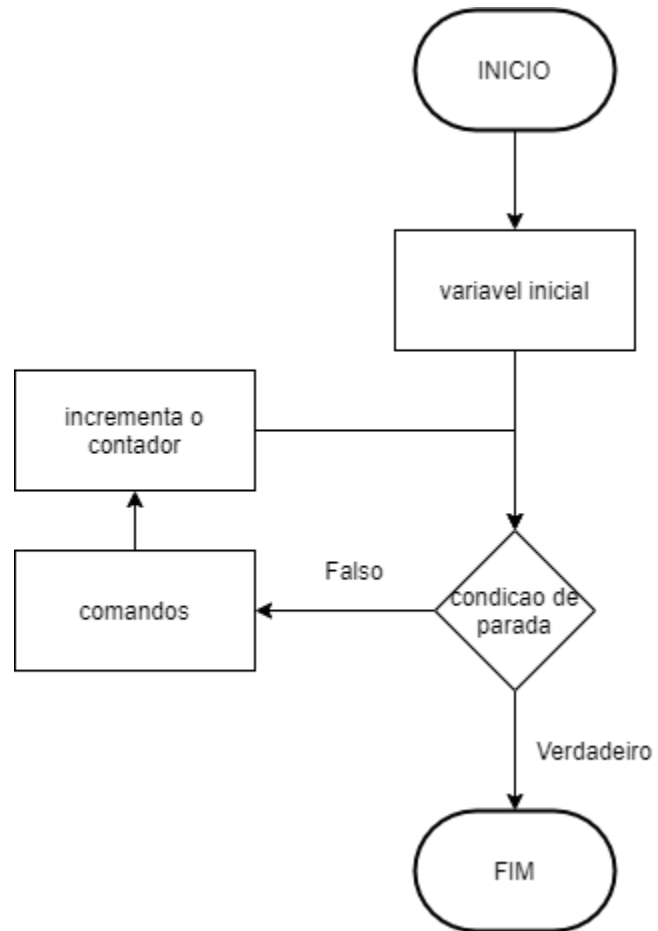 INICIO
variavel inicial
incrementa o
contador
Falso
comandos
condicao de
parada
Verdadeiro
FIM